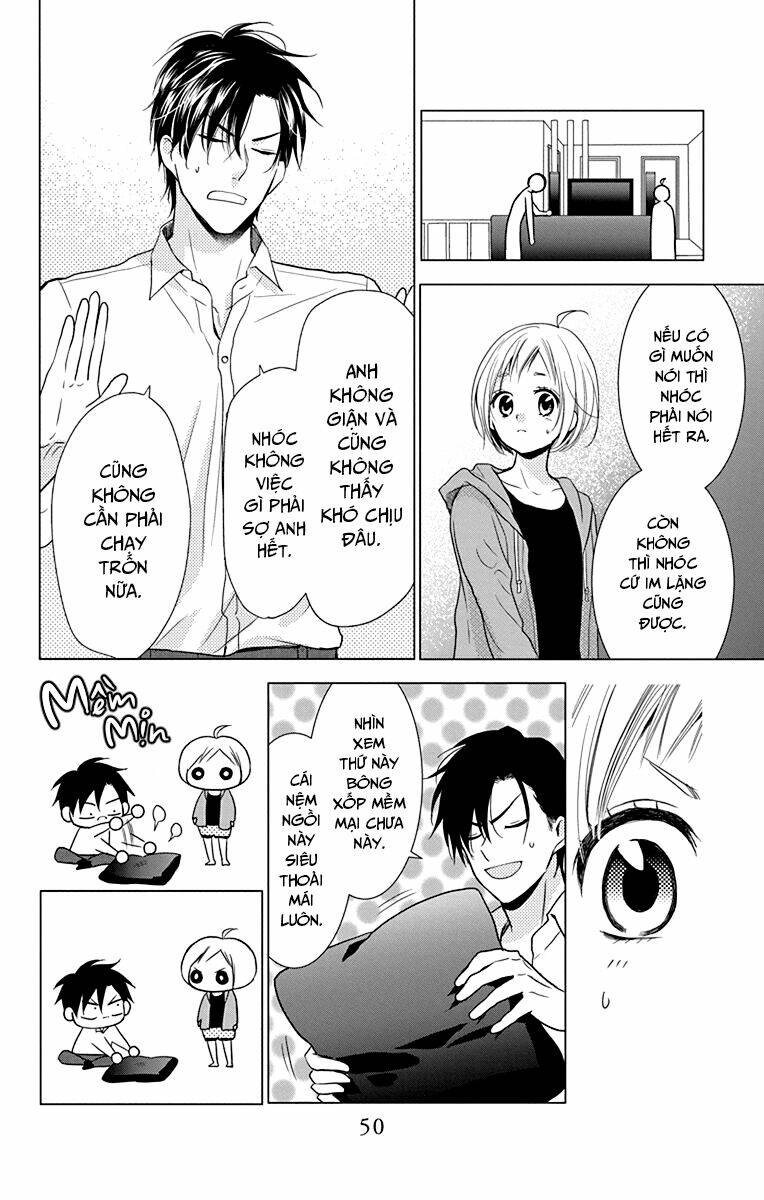 NẾU CÓ
GÌ MUỐN
NÓI THÌ
NHÓC
PHẢI NÓI
HẾT RA.
CÒN
KHÔNG
THÌ NHÓC
CỨ IM LẶNG
CŨNG
ĐƯỢC.
ANH
KHÔNG
GIẬN VÀ
CŨNG
KHÔNG
THẤY
KHÓ CHỊU
ĐÂU.
NHÓC
KHÔNG
VIỆC
GÌ PHẢI
SỢ ANH
HẾT.
CŨNG
KHÔNG
CẦN PHẢI
CHẠY
TRỐN
NỮA.
NHÌN
XEM
THỨ NÀY
BÔNG
XỐP MỀM
MẠI CHƯA
NÀY.
CÁI
NỆM
NGỒI
NÀY
SIÊU
THOẢI
MÁI
LUÔN.
MỀM
MỊN
50